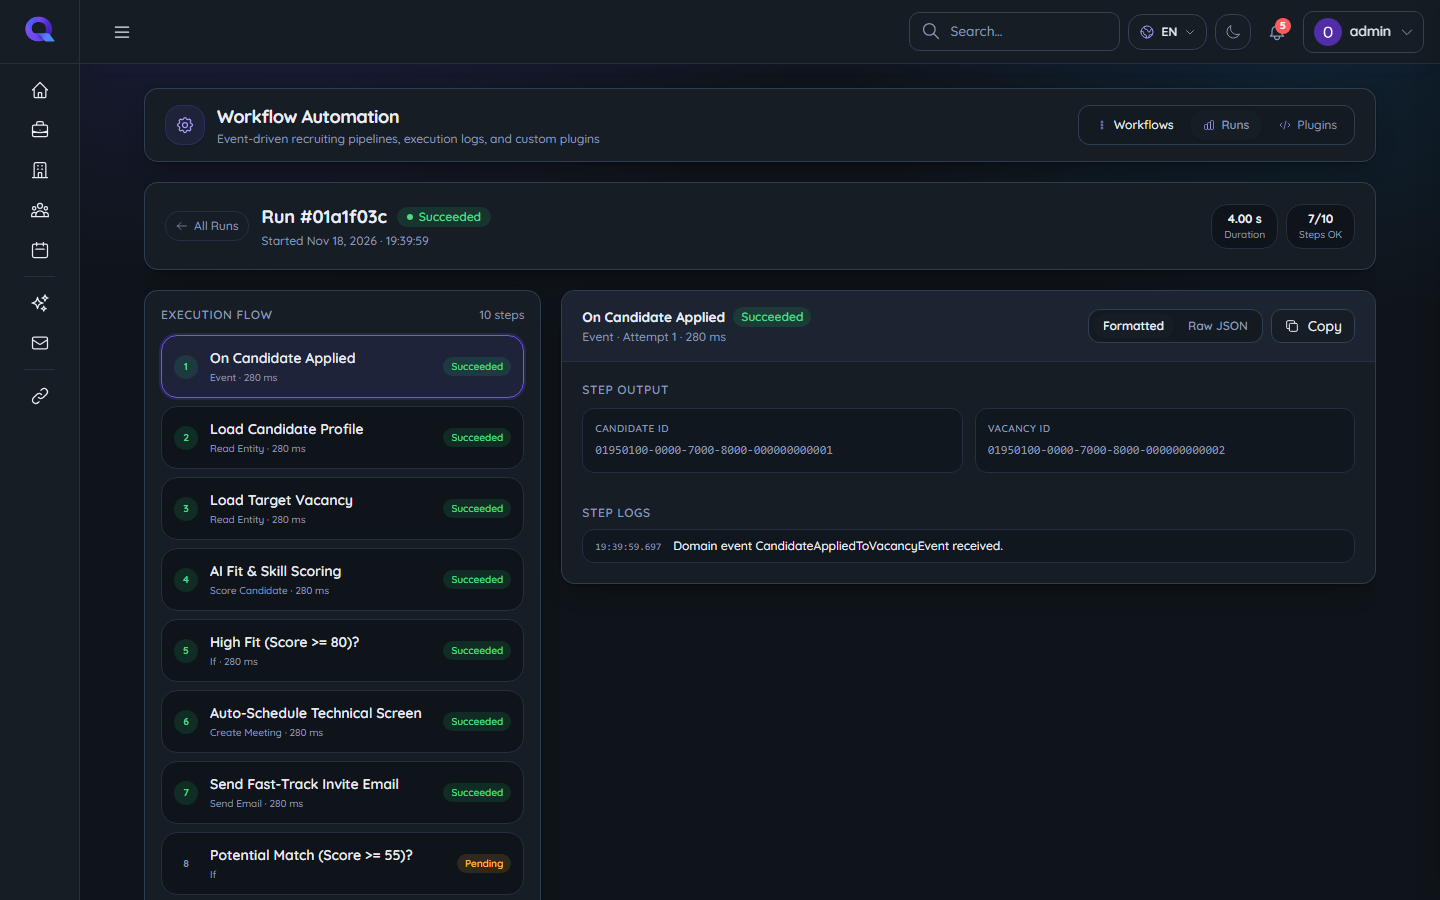 Search...
EN
5
O
admin
Workflow Automation
Event-driven recruiting pipelines, execution logs, and custom plugins
Workflows
Runs
Plugins
All Runs
Run #01a1f03c
Succeeded
Started Nov 18, 2026 · 19:39:59
4.00 s
Duration
7/10
Steps OK
EXECUTION FLOW
10 steps
1
On Candidate Applied
Event · 280 ms
Succeeded
2
Load Candidate Profile
Read Entity · 280 ms
Succeeded
3
Load Target Vacancy
Read Entity · 280 ms
Succeeded
4
AI Fit & Skill Scoring
Score Candidate · 280 ms
Succeeded
5
High Fit (Score >= 80)?
If · 280 ms
Succeeded
6
Auto-Schedule Technical Screen
Create Meeting · 280 ms
Succeeded
7
Send Fast-Track Invite Email
Send Email · 280 ms
Succeeded
8
Potential Match (Score >= 55)?
If
Pending
On Candidate Applied
Succeeded
Event · Attempt 1 · 280 ms
Formatted
Raw JSON
Copy
STEP OUTPUT
CANDIDATE ID
01950100-0000-7000-8000-000000000001
VACANCY ID
01950100-0000-7000-8000-000000000002
STEP LOGS
19:39:59.697
Domain event CandidateAppliedToVacancyEvent received.